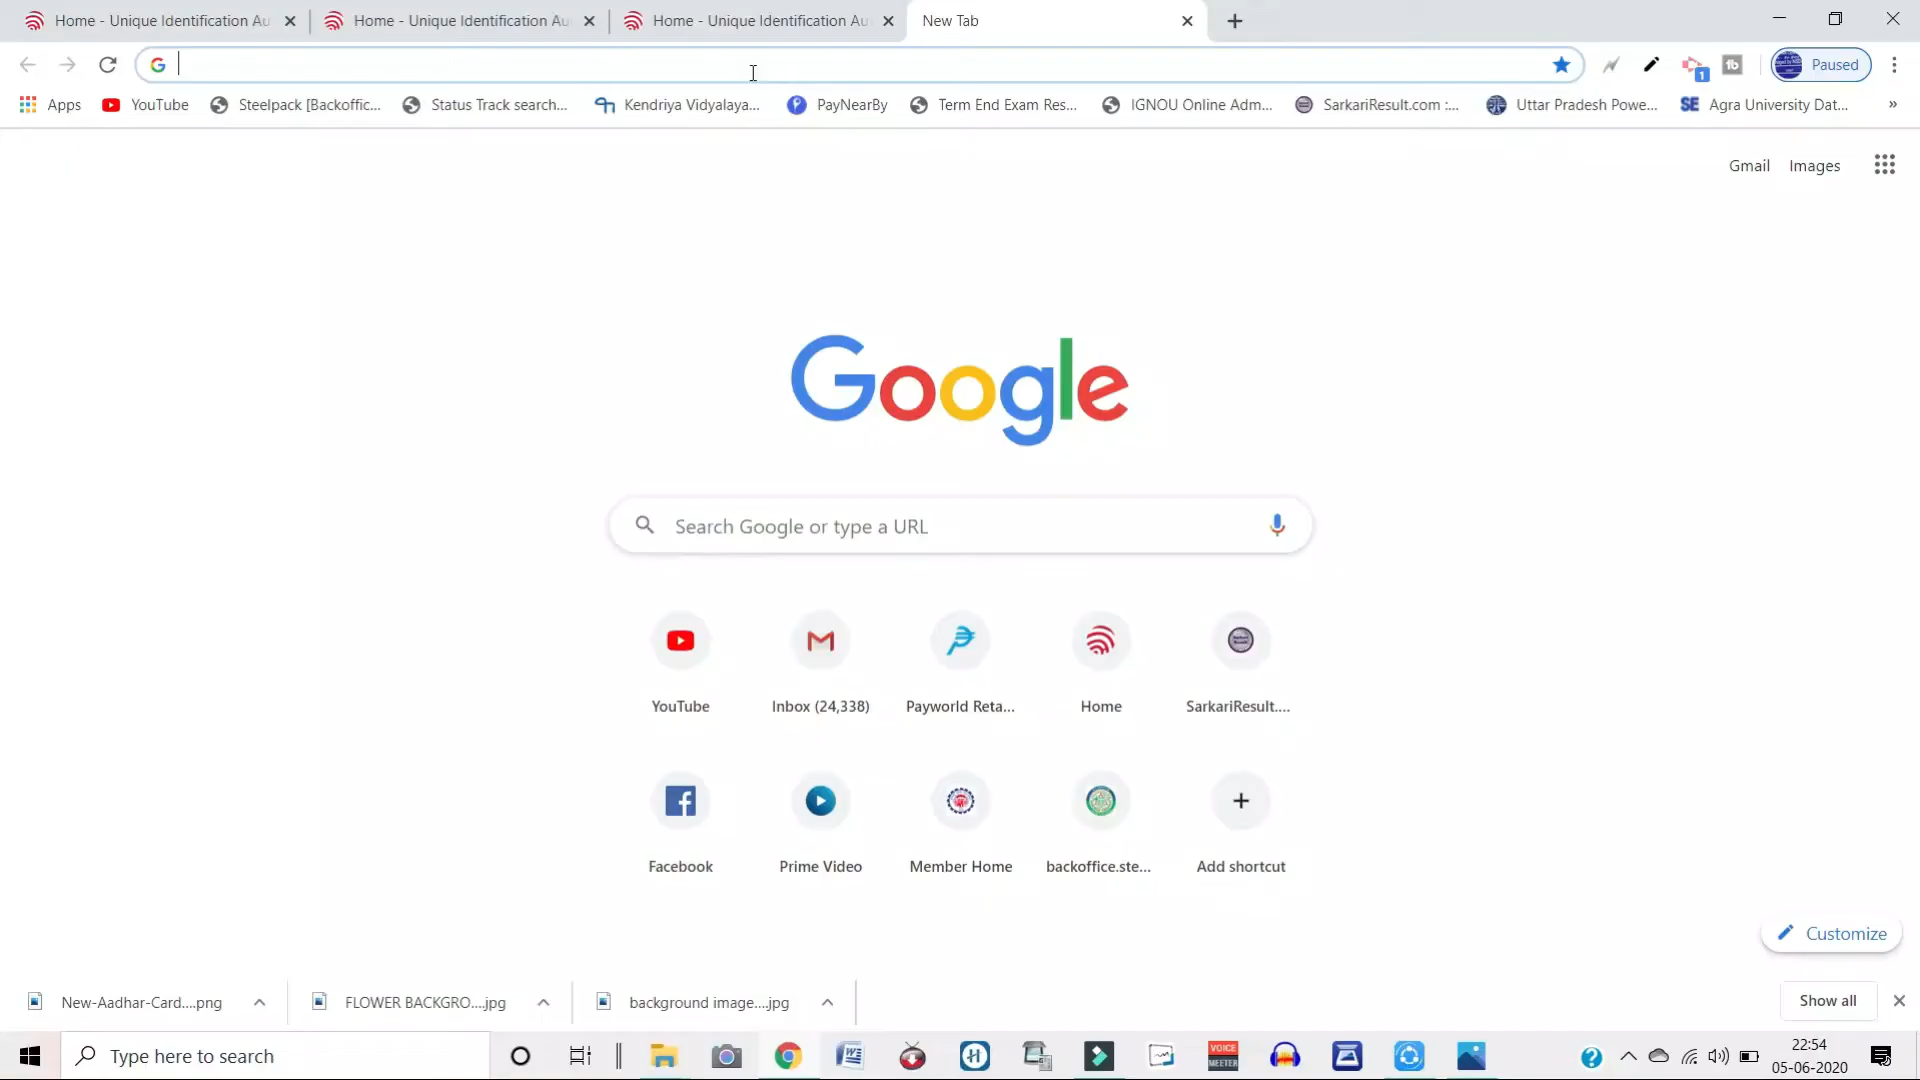 Home - Unique Identification Au
Home - Unique Identification Au
Home - Unique Identification Au
New Tab
Paused
Apps
YouTube
Steelpack [Backoffic...
Status Track search...
Kendriya Vidyalaya...
PayNearBy
Term End Exam Res...
IGNOU Online Adm...
SarkariResult.com :...
Uttar Pradesh Powe...
Agra University Dat...
Gmail
Images
Google
Search Google or type a URL
YouTube
Inbox (24,338)
Payworld Reta...
Home
SarkariResult....
Facebook
Prime Video
Member Home
backoffice.ste...
Add shortcut
Customize
New-Aadhar-Card....png
FLOWER BACKGRO....jpg
background image....jpg
Show all
Type here to search
VOICE
MEETER
22:54
05-06-2020